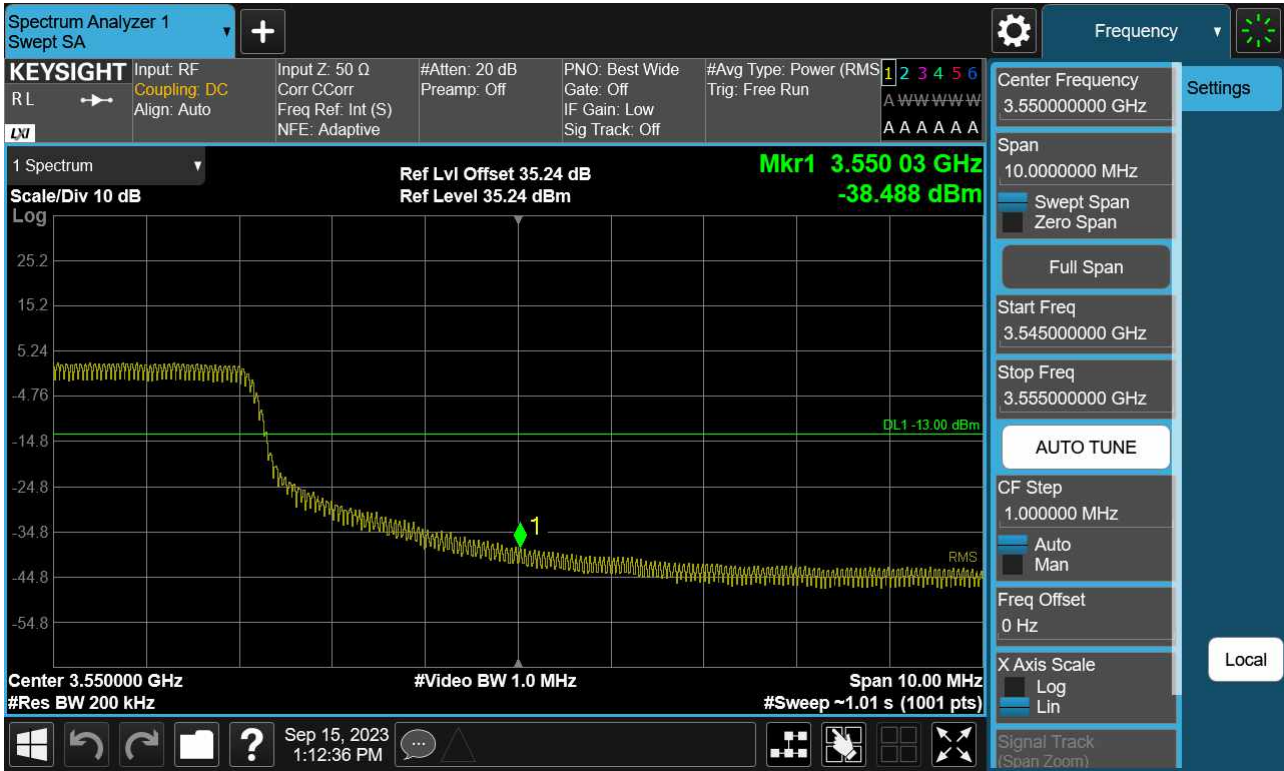 Spectrum Analyzer 1
Swept SA
+
Frequency
KEYSIGHT
R L
LXI
Input: RF
Coupling: DC
Align: Auto
Input Z: 50 Ω
Corr CCorr
Freq Ref: Int (S)
NFE: Adaptive
#Atten: 20 dB
Preamp: Off
PNO: Best Wide
Gate: Off
IF Gain: Low
Sig Track: Off
#Avg Type: Power (RMS
Trig: Free Run
1 2 3 4 5 6
A W W W W W
A A A A A A
1 Spectrum
Scale/Div 10 dB
Log
Ref Lvl Offset 35.24 dB
Ref Level 35.24 dBm
Mkr1 3.550 03 GHz
-38.488 dBm
25.2
15.2
5.24
-4.76
-14.8
-24.8
-34.8
-44.8
-54.8
DL1 -13.00 dBm
1
RMS
Center 3.550000 GHz
#Video BW 1.0 MHz
Span 10.00 MHz
#Res BW 200 kHz
#Sweep ~1.01 s (1001 pts)
Center Frequency
3.550000000 GHz
Settings
Span
10.0000000 MHz
Swept Span
Zero Span
Full Span
Start Freq
3.545000000 GHz
Stop Freq
3.555000000 GHz
AUTO TUNE
CF Step
1.000000 MHz
Auto
Man
Freq Offset
0 Hz
X Axis Scale
Log
Lin
Local
Signal Track
(Span Zoom)
?
Sep 15, 2023
1:12:36 PM